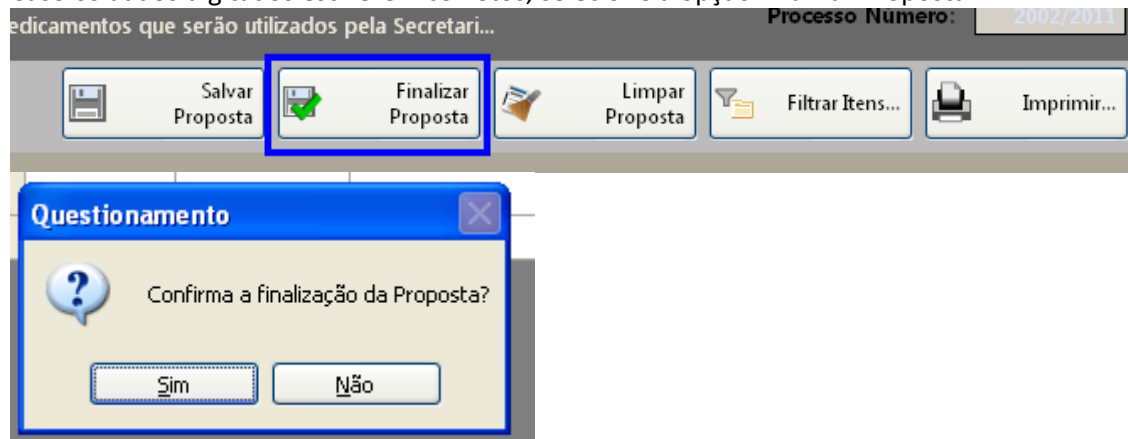 edicamentos que serão utilizados pela Secretari...
Processo Número: 2002/2011
Salvar
Proposta
Finalizar
Proposta
Limpar
Proposta
Filtrar Itens...
Imprimir...
Questionamento
Confirma a finalização da Proposta?
Sim
Não